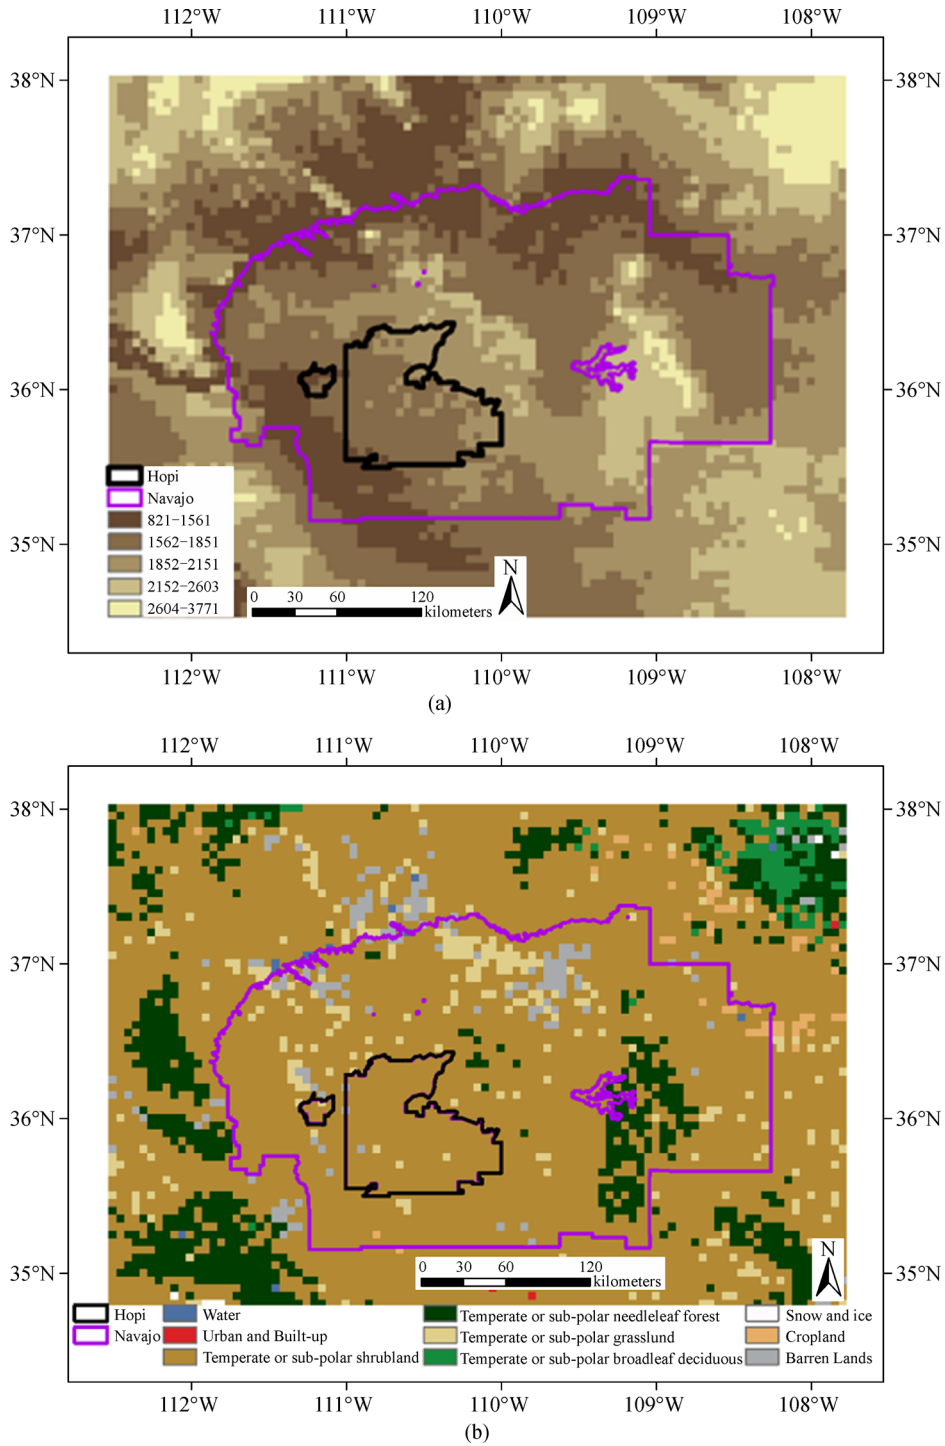 112°W 111°W 110°W 109°W 108°W
38°N 38°N
37°N 37°N
36°N 36°N
35°N 35°N
Hopi
Navajo
821−1561
1562−1851
1852−2151
2152−2603
2604−3771
N
0 30 60 120
kilometers
112°W 111°W 110°W 109°W 108°W
(a)
112°W 111°W 110°W 109°W 108°W
38°N 38°N
37°N 37°N
36°N 36°N
35°N 35°N
N
0 30 60 120
kilometers
Hopi Water Temperate or sub-polar needleleaf forest Snow and ice
Navajo Urban and Built-up Temperate or sub-polar grasslund Cropland
Temperate or sub-polar shrubland Temperate or sub-polar broadleaf deciduous Barren Lands
112°W 111°W 110°W 109°W 108°W
(b)